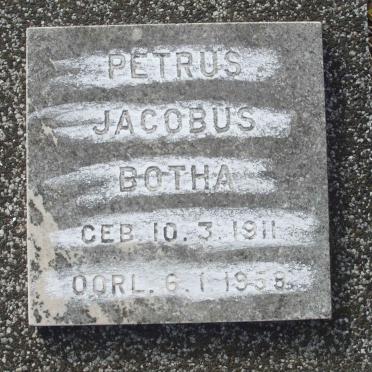 PETRUS
JACOBUS
BOTHA
GEB. 10. 3. 1911
OORL. 6. 1. 1958